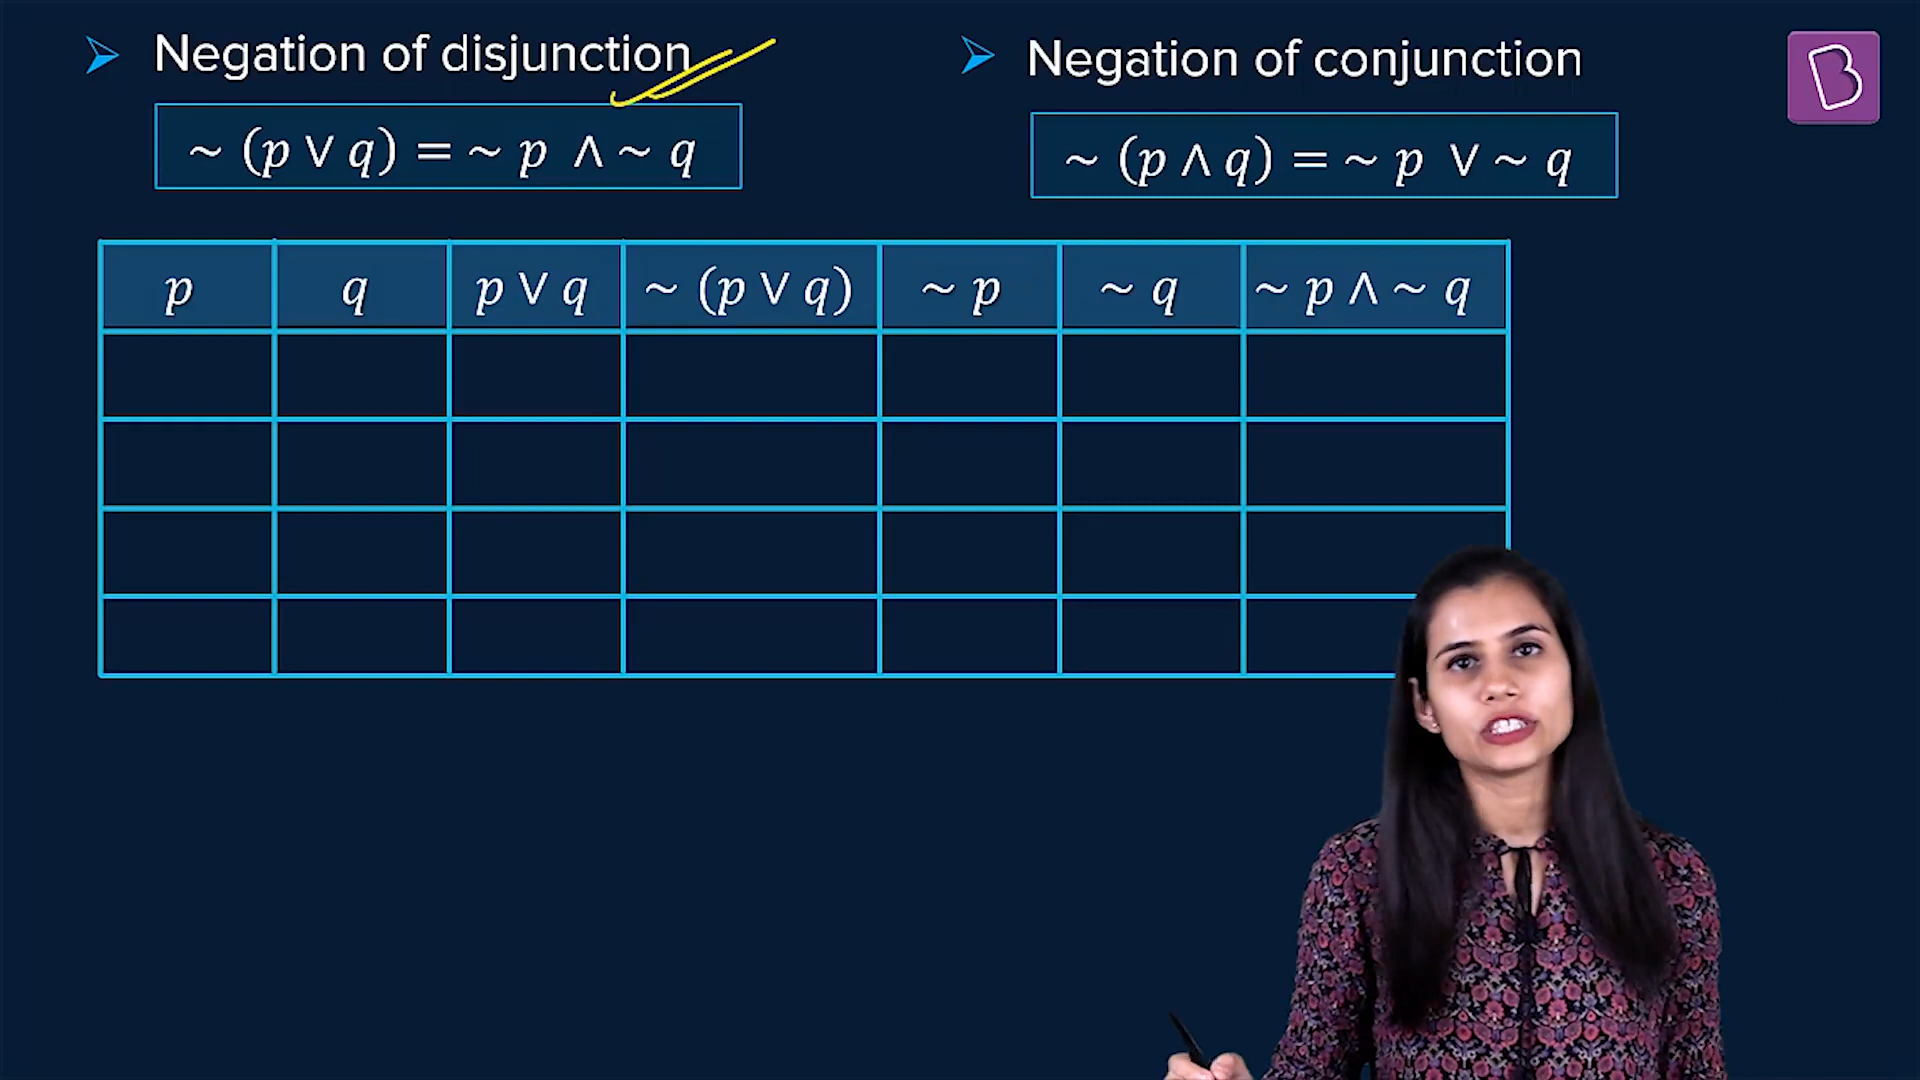 Negation of disjunction
~ (p ∨ q) = ~ p ∧ ~ q
Negation of conjunction
~ (p ∧ q) = ~ p ∨ ~ q
p q p ∨ q ~ (p ∨ q) ~ p ~ q ~ p ∧ ~ q